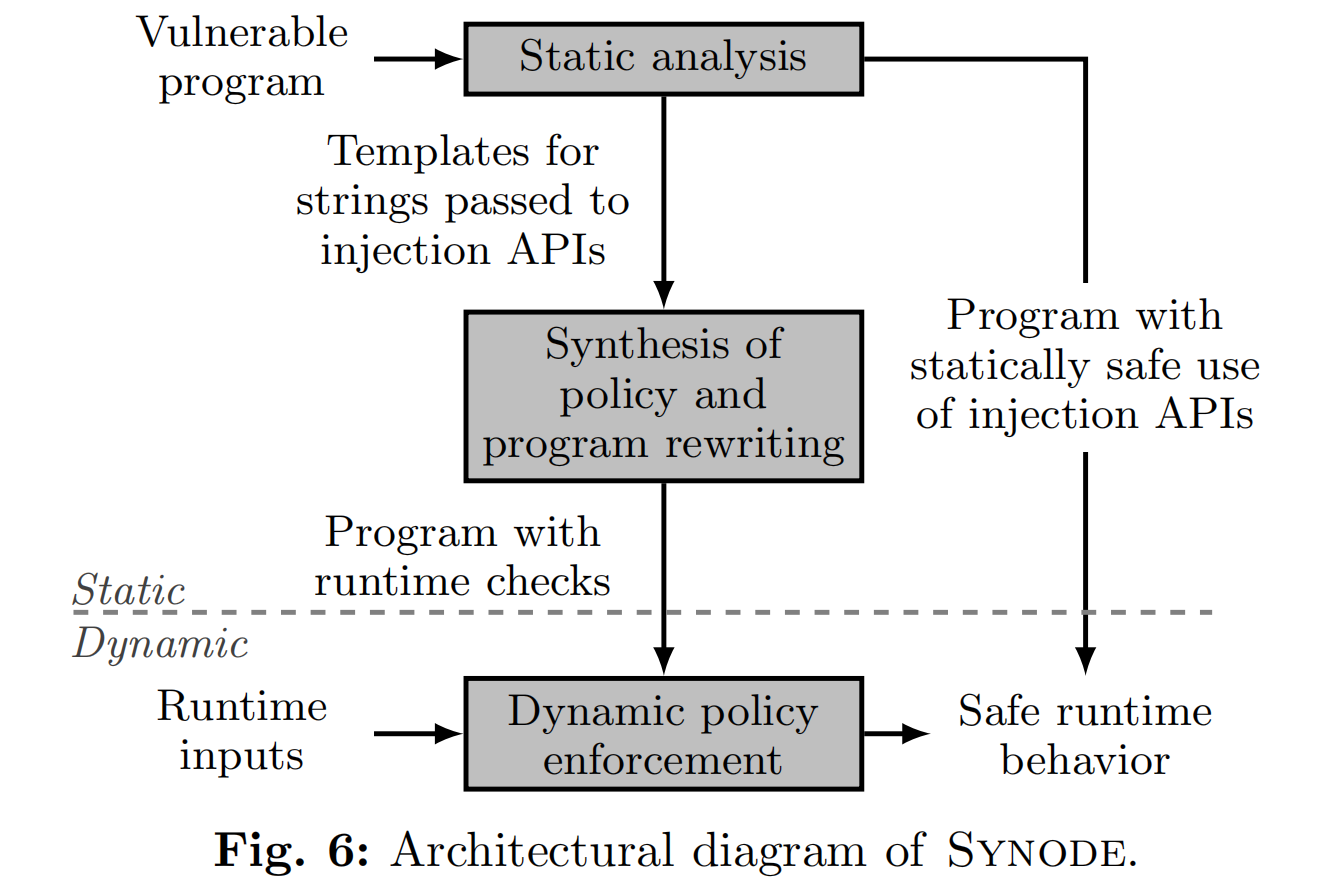 Vulnerable
program
Static analysis
Templates for
strings passed to
injection APIs
Synthesis of
policy and
program rewriting
Program with
statically safe use
of injection APIs
Program with
runtime checks
Static
Dynamic
Runtime
inputs
Dynamic policy
enforcement
Safe runtime
behavior
Fig. 6: Architectural diagram of SYNODE.